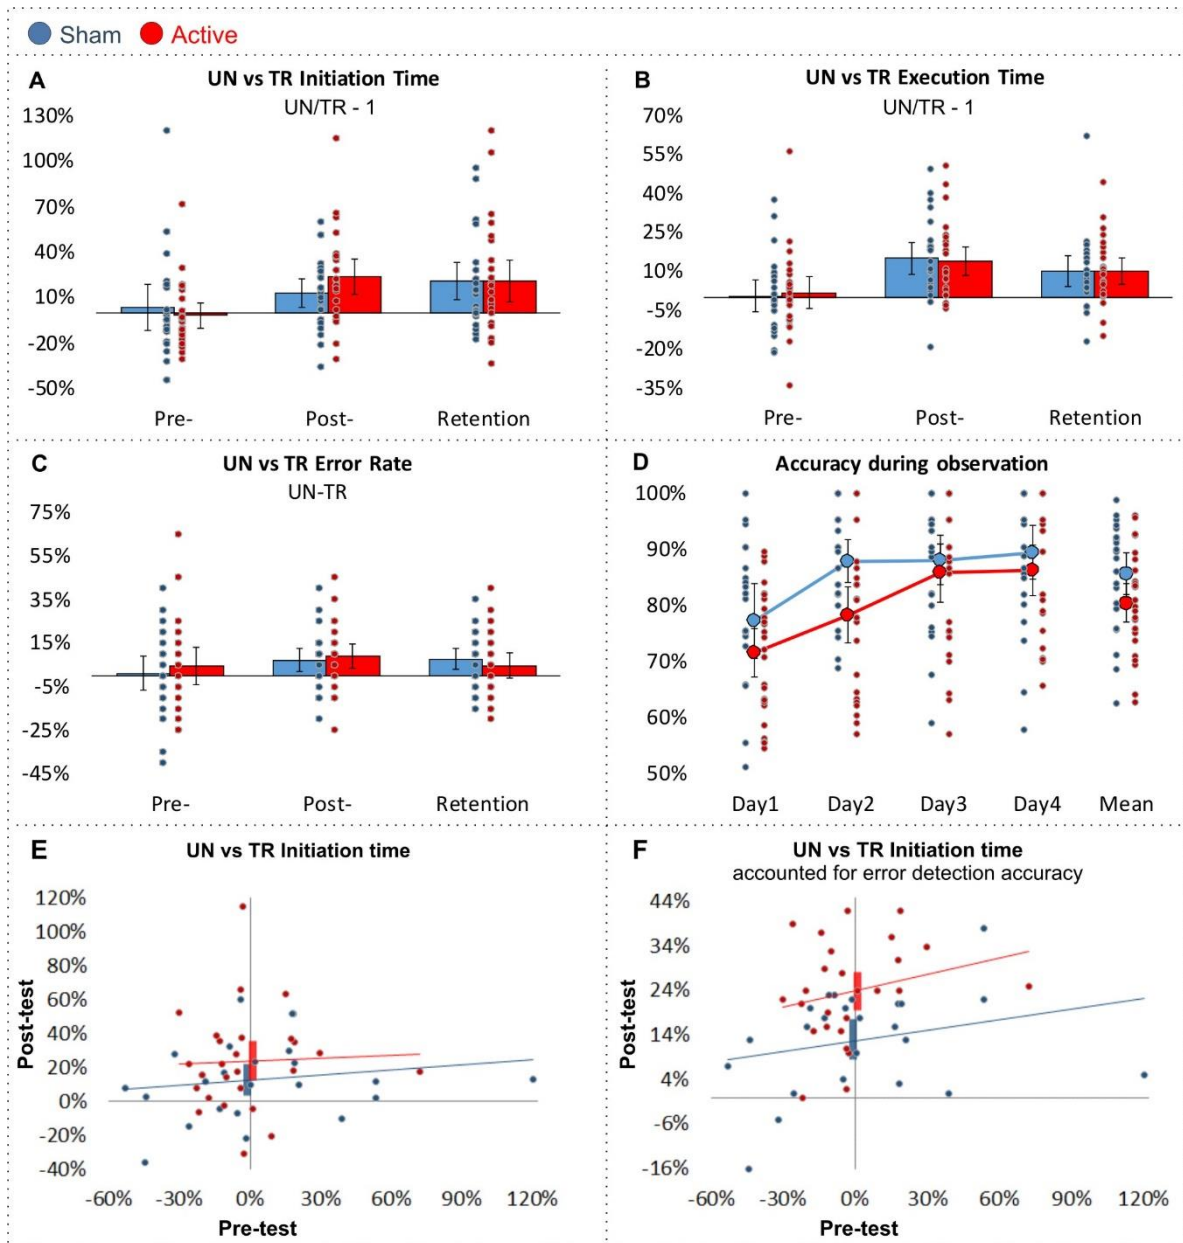 Sham Active
A
UN vs TR Initiation Time
UN/TR - 1
130%
100%
70%
40%
10%
-20%
-50%
Pre- Post- Retention
B
UN vs TR Execution Time
UN/TR - 1
70%
55%
40%
25%
10%
-5%
-20%
-35%
Pre- Post- Retention
C
UN vs TR Error Rate
UN-TR
75%
55%
35%
15%
-5%
-25%
-45%
Pre- Post- Retention
D
Accuracy during observation
100%
90%
80%
70%
60%
50%
Day1 Day2 Day3 Day4 Mean
E
UN vs TR Initiation time
Post-test
120%
100%
80%
60%
40%
20%
0%
-20%
-40%
-60% -30% 0% 30% 60% 90% 120%
Pre-test
F
UN vs TR Initiation time
accounted for error detection accuracy
Post-test
44%
34%
24%
14%
4%
-6%
-16%
-60% -30% 0% 30% 60% 90% 120%
Pre-test